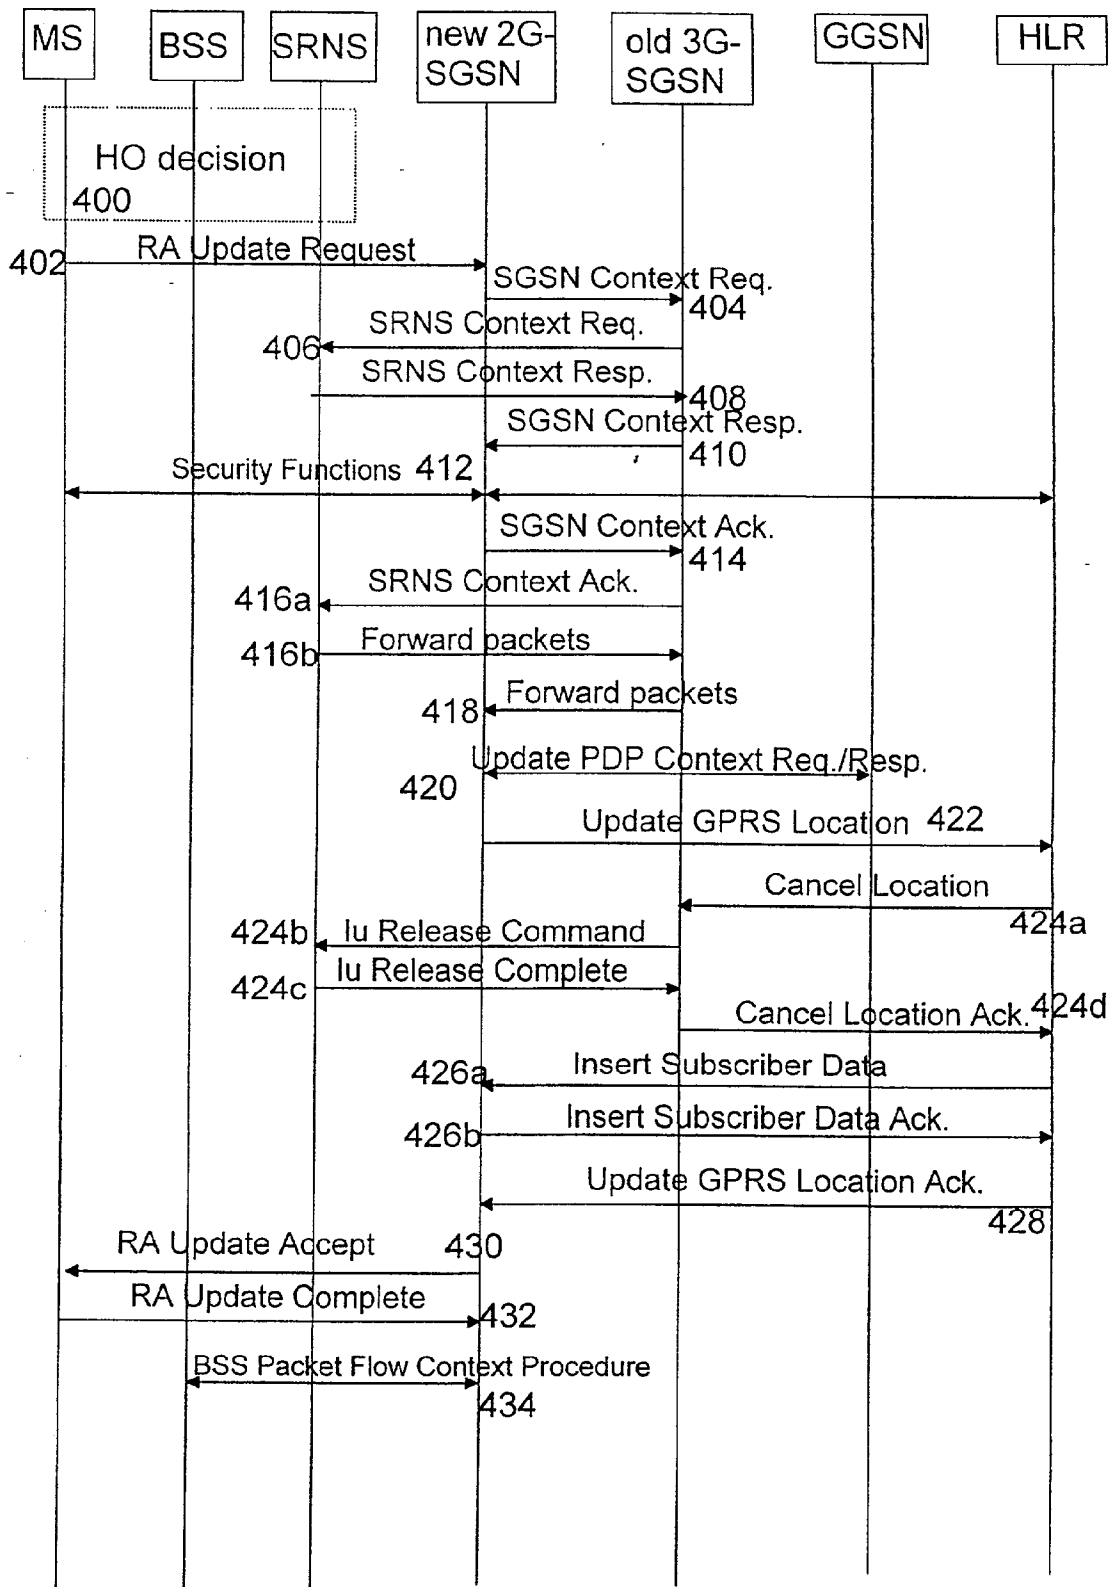 MS
BSS
SRNS
new 2G-
SGSN
old 3G-
SGSN
GGSN
HLR
HO decision
400
402
RA Update Request
SGSN Context Req.
404
SRNS Context Req.
406
SRNS Context Resp.
408
SGSN Context Resp.
410
Security Functions 412
SGSN Context Ack.
414
SRNS Context Ack.
416a
Forward packets
416b
Forward packets
418
Update PDP Context Req./Resp.
420
Update GPRS Location 422
Cancel Location
424a
424b Iu Release Command
Iu Release Complete
424c
Cancel Location Ack. 424d
Insert Subscriber Data
426a
Insert Subscriber Data Ack.
426b
Update GPRS Location Ack.
428
RA Update Accept 430
RA Update Complete
432
BSS Packet Flow Context Procedure
434